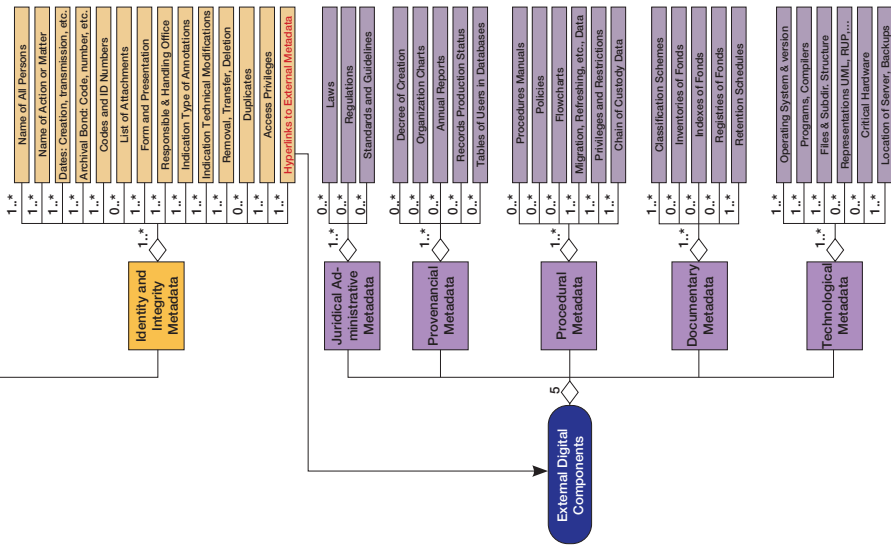 Name of All Persons
1..*
Name of Action or Matter
1..*
Dates: Creation, transmission, etc.
1..*
Archival Bond: Code, number, etc.
1..*
Codes and ID Numbers
1..*
List of Attachments
0..*
Form and Presentation
1..*
Responsible & Handling Office
1..*
Indication Type of Annotations
1..*
Indication Technical Modifications
1..*
Removal, Transfer, Deletion
1..*
Duplicates
0..*
Access Privileges
1..*
Hyperlinks to External Metadata
1..*
1..*
Identity and
Integrity
Metadata
Laws
0..*
Regulations
0..*
Standards and Guidelines
0..*
1..*
Juridical Ad-
ministrative
Metadata
Decree of Creation
0..*
Organization Charts
0..*
Annual Reports
0..*
Records Production Status
0..*
Tables of Users in Databases
0..*
1..*
Provenancial
Metadata
Procedures Manuals
0..*
Policies
0..*
Flowcharts
0..*
Migration, Refreshing, etc., Data
1..*
Privileges and Restrictions
1..*
Chain of Custody Data
1..*
1..*
Procedural
Metadata
Classification Schemes
1..*
Inventories of Fonds
0..*
Indexes of Fonds
0..*
Registries of Fonds
0..*
Retention Schedules
1..*
1..*
Documentary
Metadata
Operating System & version
1..*
Programs, Compilers
1..*
Files & Subdir. Structure
1..*
Representations UML, RUP....
0..*
Critical Hardware
0..*
Location of Server, Backups
1..*
1..*
Technological
Metadata
5
External Digital
Components